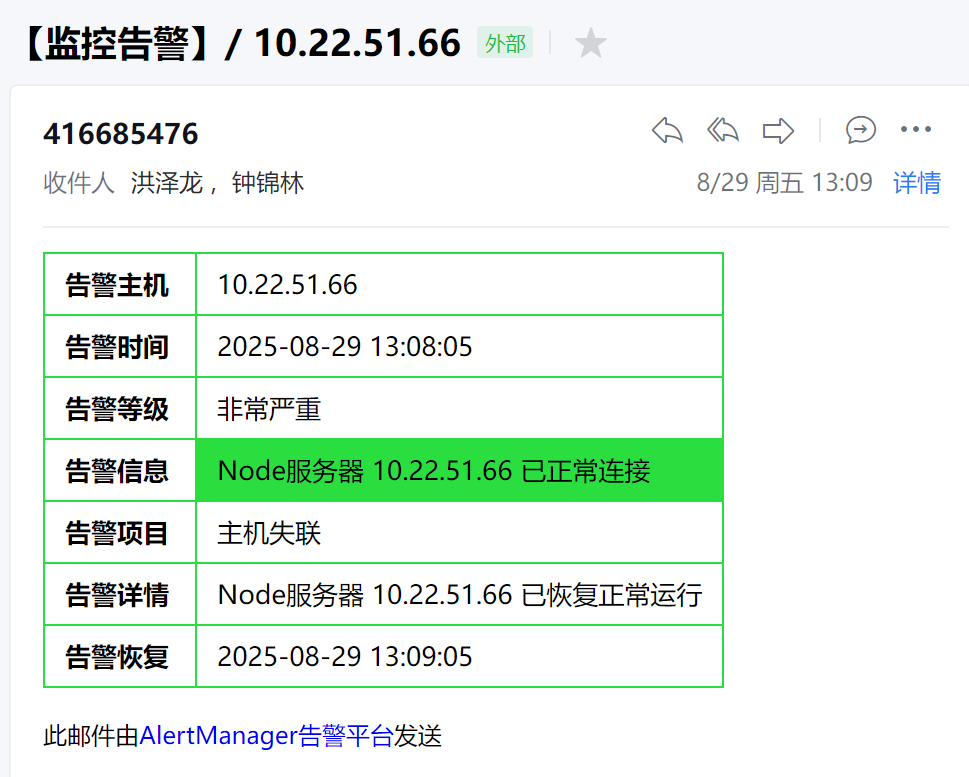 【监控告警】/ 10.22.51.66 外部
416685476
收件人 洪泽龙，钟锦林 8/29 周五 13:09 详情
告警主机 10.22.51.66
告警时间 2025-08-29 13:08:05
告警等级 非常严重
告警信息 Node服务器 10.22.51.66 已正常连接
告警项目 主机失联
告警详情 Node服务器 10.22.51.66 已恢复正常运行
告警恢复 2025-08-29 13:09:05
此邮件由AlertManager告警平台发送